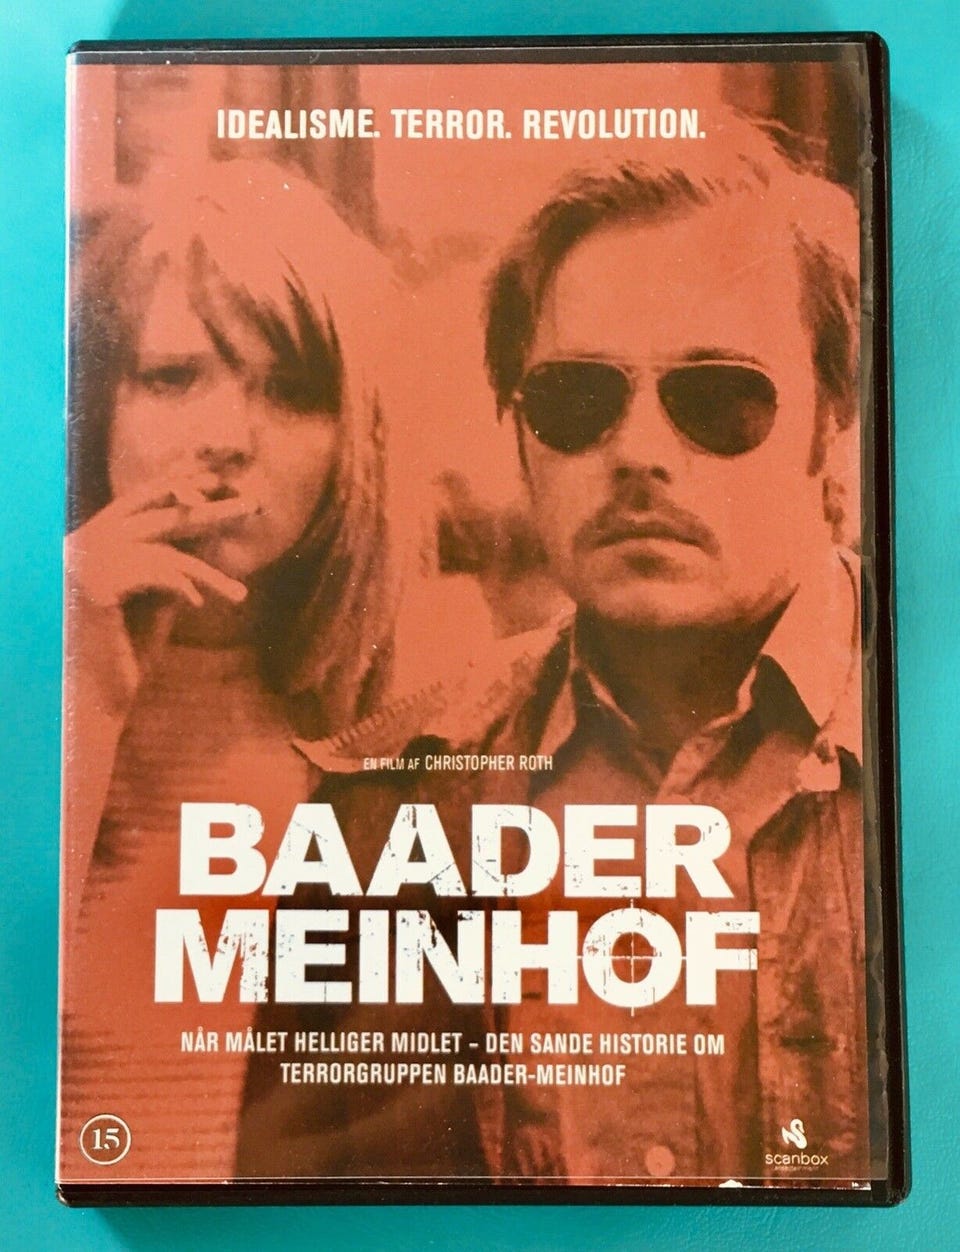 IDEALISME. TERROR. REVOLUTION.
EN FILM AF CHRISTOPHER ROTH
BAADER
MEINHOF
NÅR MÅLET HELLIGER MIDLET – DEN SANDE HISTORIE OM
TERRORGRUPPEN BAADER-MEINHOF
15
scanbox
entertainment